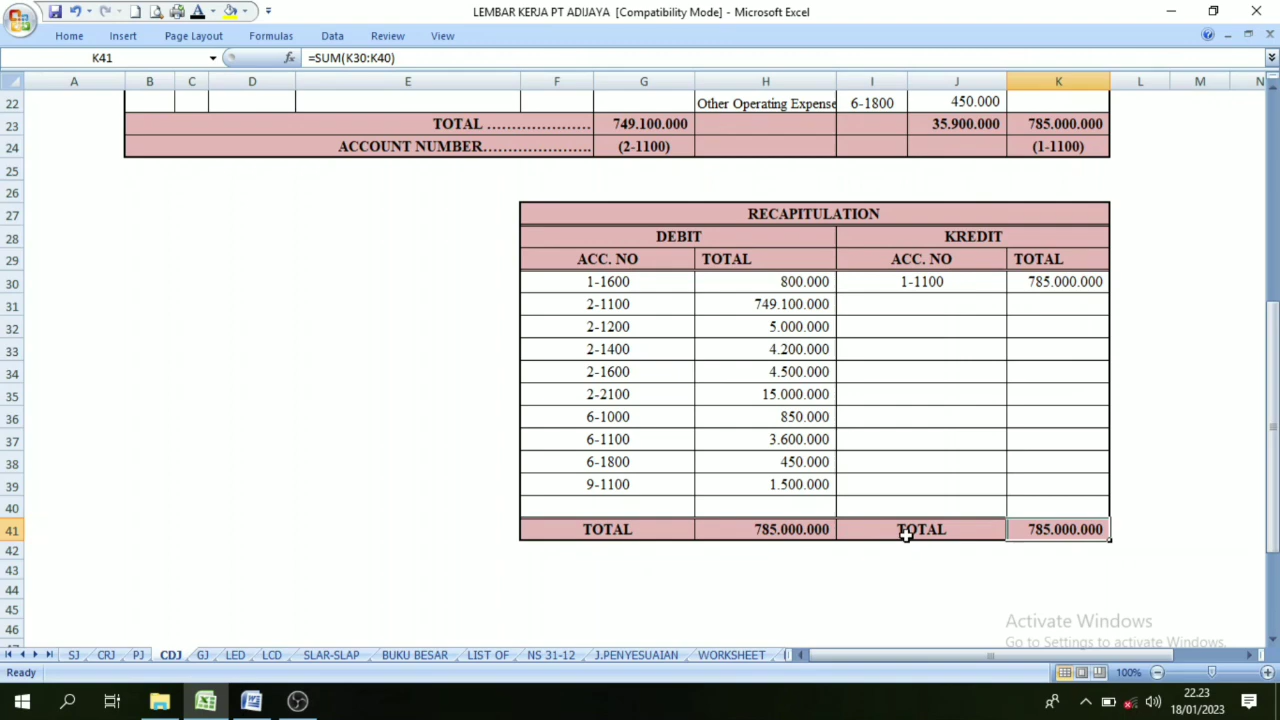 LEMBAR KERJA PT ADIJAYA [Compatibility Mode] - Microsoft Excel
Home Insert Page Layout Formulas Data Review View
K41 fx =SUM(K30:K40)
A B C D E F G H I J K L M N
22 Other Operating Expense 6-1800 450.000
23 TOTAL ..................... 749.100.000 35.900.000 785.000.000
24 ACCOUNT NUMBER...................... (2-1100) (1-1100)
25
26
27 RECAPITULATION
28 DEBIT KREDIT
29 ACC. NO TOTAL ACC. NO TOTAL
30 1-1600 800.000 1-1100 785.000.000
31 2-1100 749.100.000
32 2-1200 5.000.000
33 2-1400 4.200.000
34 2-1600 4.500.000
35 2-2100 15.000.000
36 6-1000 850.000
37 6-1100 3.600.000
38 6-1800 450.000
39 9-1100 1.500.000
40
41 TOTAL 785.000.000 TOTAL 785.000.000
42
43
44
45
46
Activate Windows
Go to Settings to activate Windows.
SJ CRJ PJ CDJ GJ LED LCD SLAR-SLAP BUKU BESAR LIST OF NS 31-12 J.PENYESUAIAN WORKSHEET
Ready 100%
22.23
18/01/2023